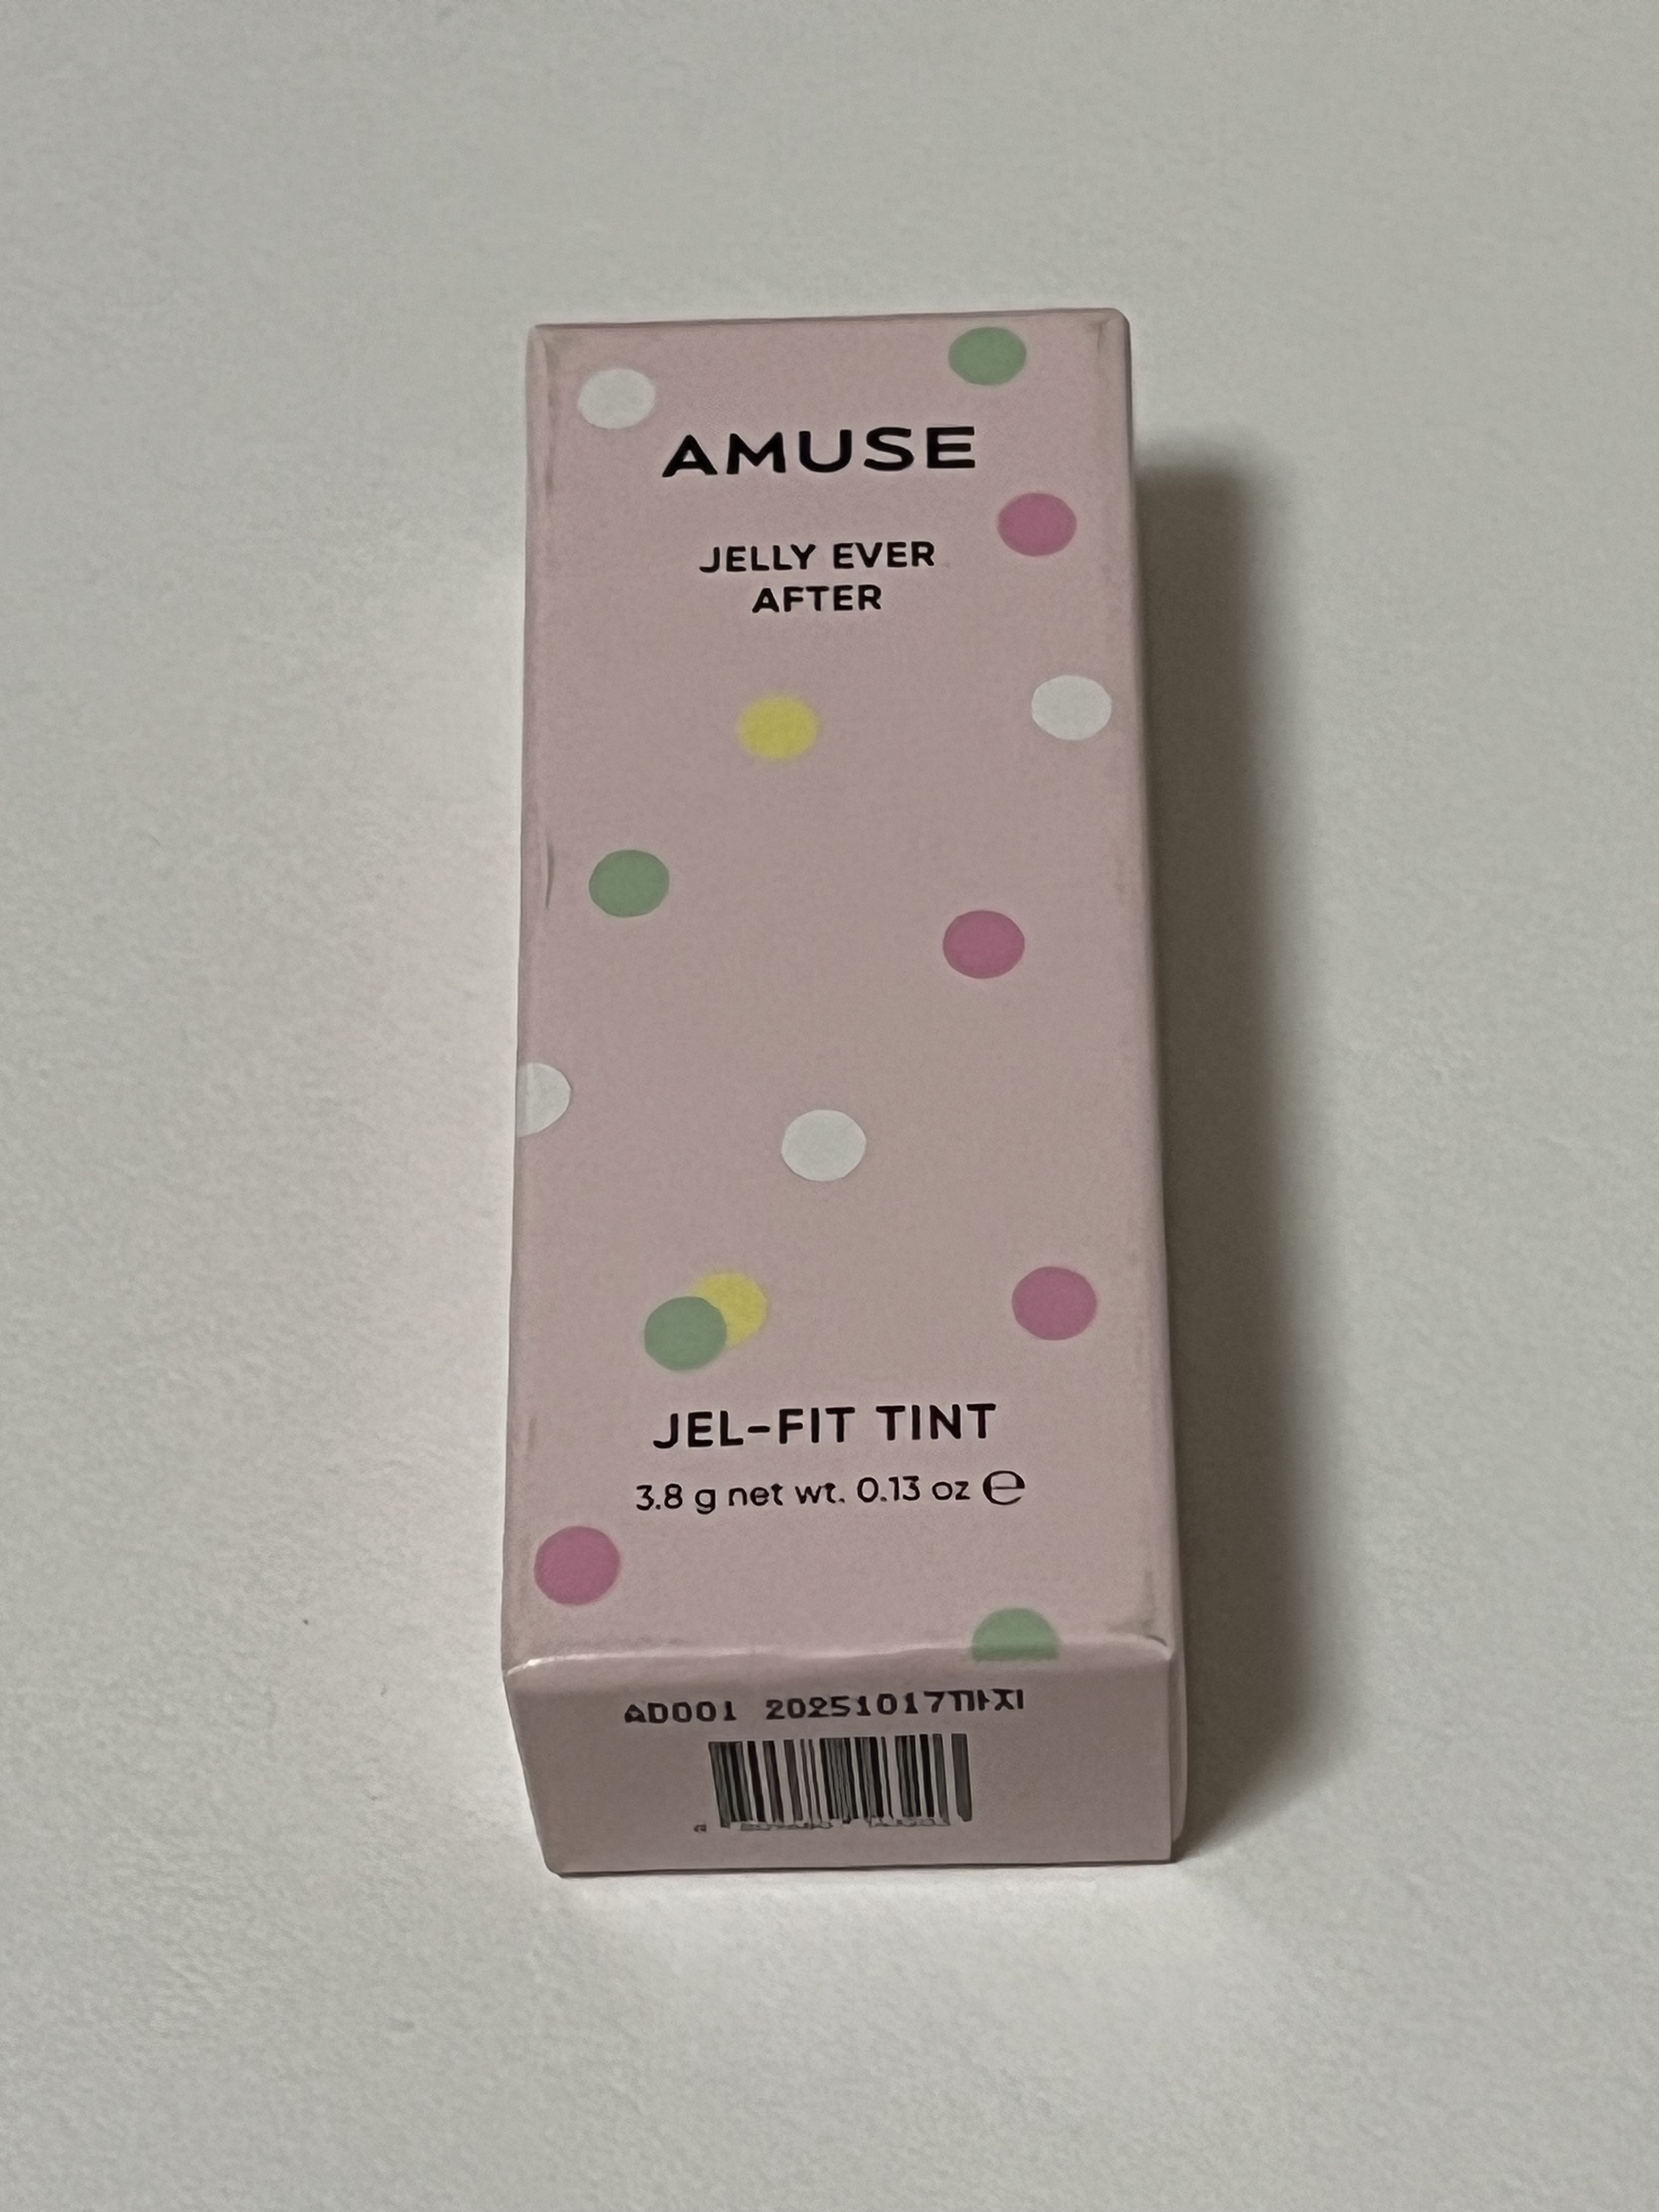 AMUSE
JELLY EVER
AFTER
JEL-FIT TINT
3.8 g net wt. 0.13 oz ℮
AD001 20251017까지